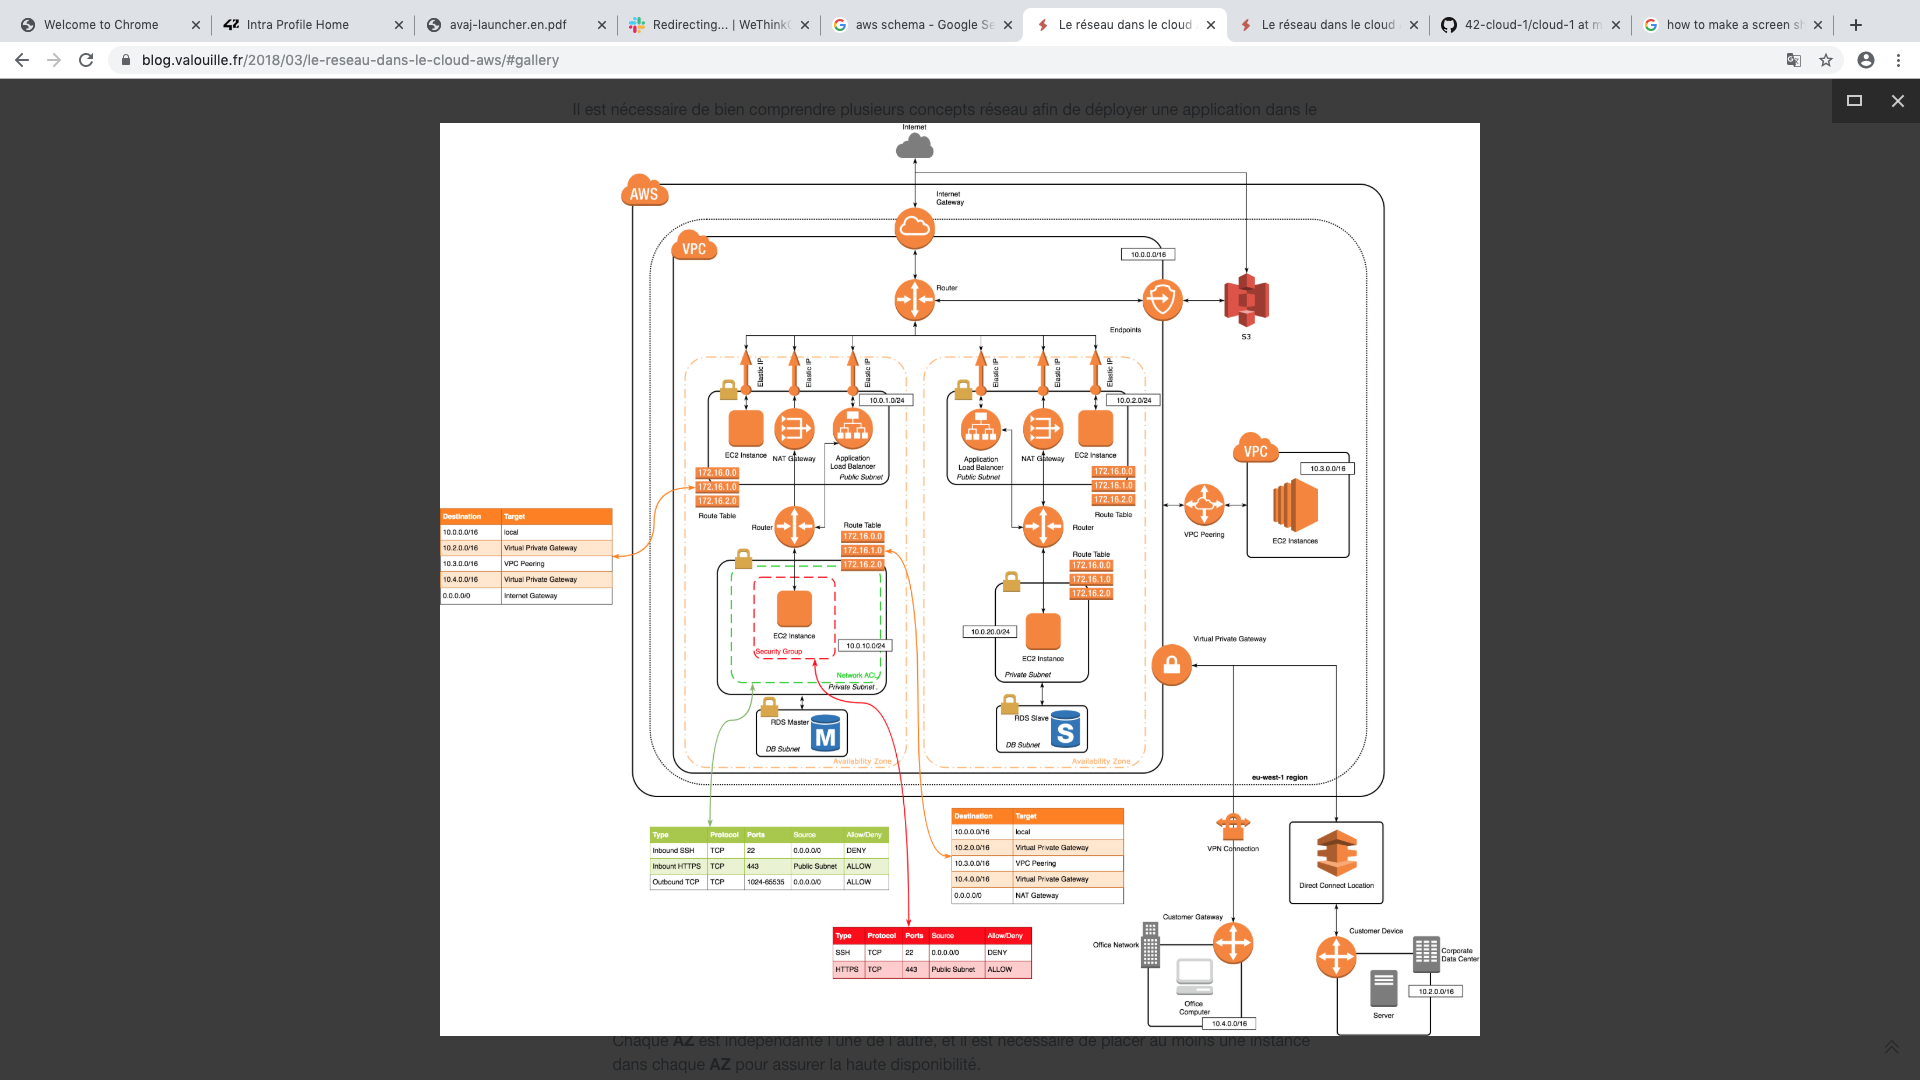 Welcome to Chrome
Intra Profile Home
avaj-launcher.en.pdf
Redirecting... | WeThink
aws schema - Google Se
Le réseau dans le cloud
Le réseau dans le cloud
42-cloud-1/cloud-1 at m
how to make a screen s
blog.valouille.fr/2018/03/le-reseau-dans-le-cloud-aws/#gallery
Il est nécessaire de bien comprendre plusieurs concepts réseau afin de déployer une application dans le
Internet
AWS
Internet
Gateway
VPC
10.0.0.0/16
Router
Endpoints
S3
Elastic IP
Elastic IP
Elastic IP
Elastic IP
Elastic IP
Elastic IP
10.0.1.0/24
10.0.2.0/24
EC2 Instance
NAT Gateway
Application
Load Balancer
Public Subnet
Application
Load Balancer
Public Subnet
NAT Gateway
EC2 Instance
172.16.0.0
172.16.1.0
172.16.2.0
Route Table
172.16.0.0
172.16.1.0
172.16.2.0
Route Table
VPC
10.3.0.0/16
EC2 Instances
VPC Peering
Router
Route Table
172.16.0.0
172.16.1.0
172.16.2.0
Router
Route Table
172.16.0.0
172.16.1.0
172.16.2.0
Destination Target
10.0.0.0/16 local
10.2.0.0/16 Virtual Private Gateway
10.3.0.0/16 VPC Peering
10.4.0.0/16 Virtual Private Gateway
0.0.0.0/0 Internet Gateway
EC2 Instance
Security Group
10.0.10.0/24
Network ACL
Private Subnet
10.0.20.0/24
EC2 Instance
Private Subnet
Virtual Private Gateway
RDS Master
M
DB Subnet
Availability Zone
RDS Slave
S
DB Subnet
Availability Zone
eu-west-1 region
Type Protocol Ports Source Allow/Deny
Inbound SSH TCP 22 0.0.0.0/0 DENY
Inbount HTTPS TCP 443 Public Subnet ALLOW
Outbound TCP TCP 1024-65535 0.0.0.0/0 ALLOW
Destination Target
10.0.0.0/16 local
10.2.0.0/16 Virtual Private Gateway
10.3.0.0/16 VPC Peering
10.4.0.0/16 Virtual Private Gateway
0.0.0.0/0 NAT Gateway
Type Protocol Ports Source Allow/Deny
SSH TCP 22 0.0.0.0/0 DENY
HTTPS TCP 443 Public Subnet ALLOW
VPN Connection
Direct Connect Location
Customer Gateway
Office Network
Office
Computer
10.4.0.0/16
Customer Device
Corporate
Data Center
10.2.0.0/16
Server
Chaque AZ est indépendante l'une de l'autre, et il est nécessaire de placer au moins une instance
dans chaque AZ pour assurer la haute disponibilité.